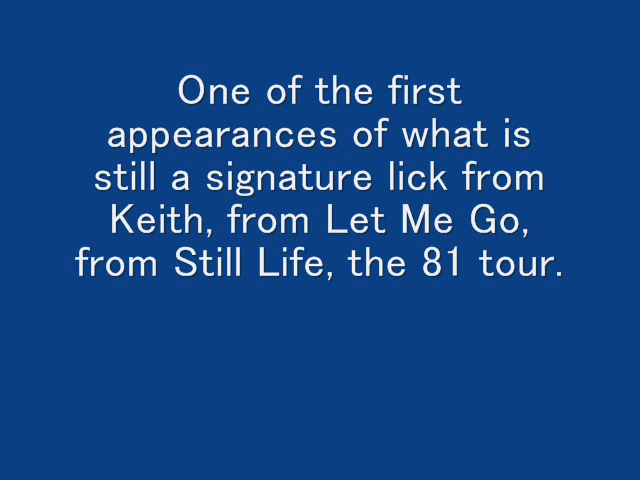 One of the first
appearances of what is
still a signature lick from
Keith, from Let Me Go,
from Still Life, the 81 tour.